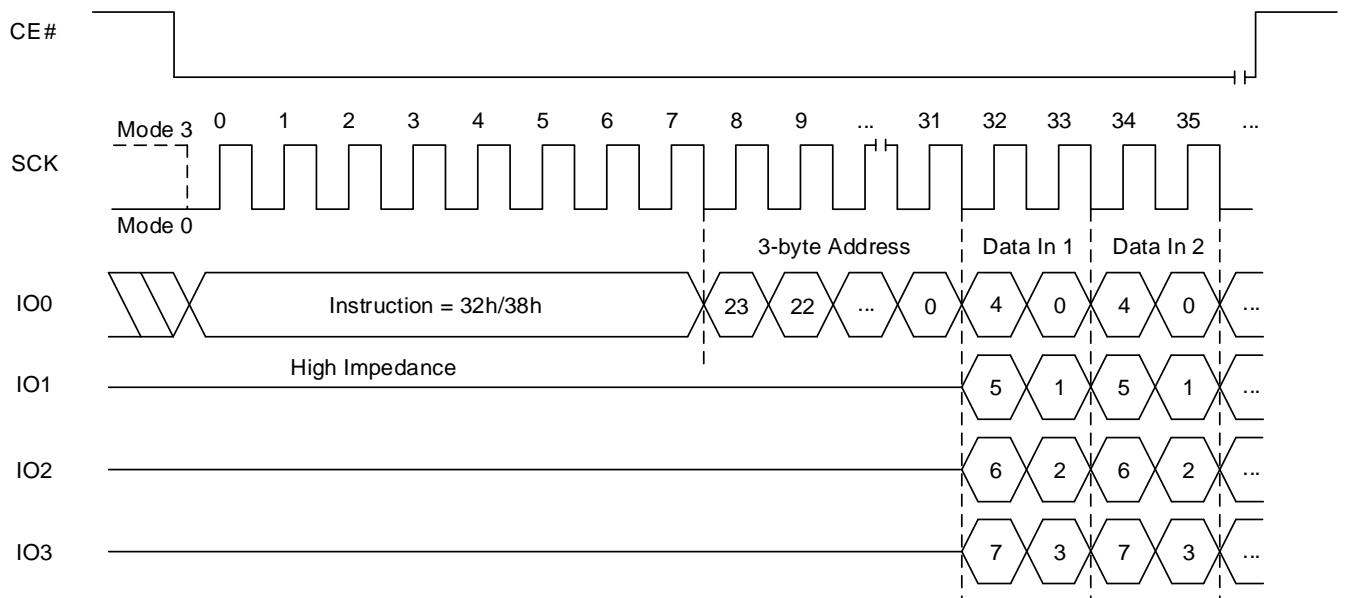 CE#
Mode 3 0 1 2 3 4 5 6 7 8 9 ... 31 32 33 34 35 ...
SCK
Mode 0
3-byte Address Data In 1 Data In 2
IO0 Instruction = 32h/38h 23 22 ... 0 4 0 4 0 ...
High Impedance
IO1 5 1 5 1 ...
IO2 6 2 6 2 ...
IO3 7 3 7 3 ...